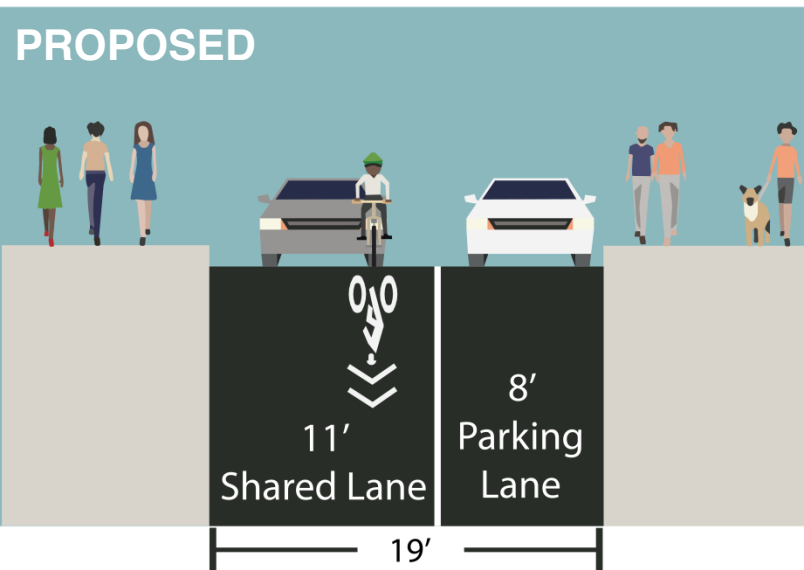 PROPOSED
11’
Shared Lane
8’
Parking
Lane
19’